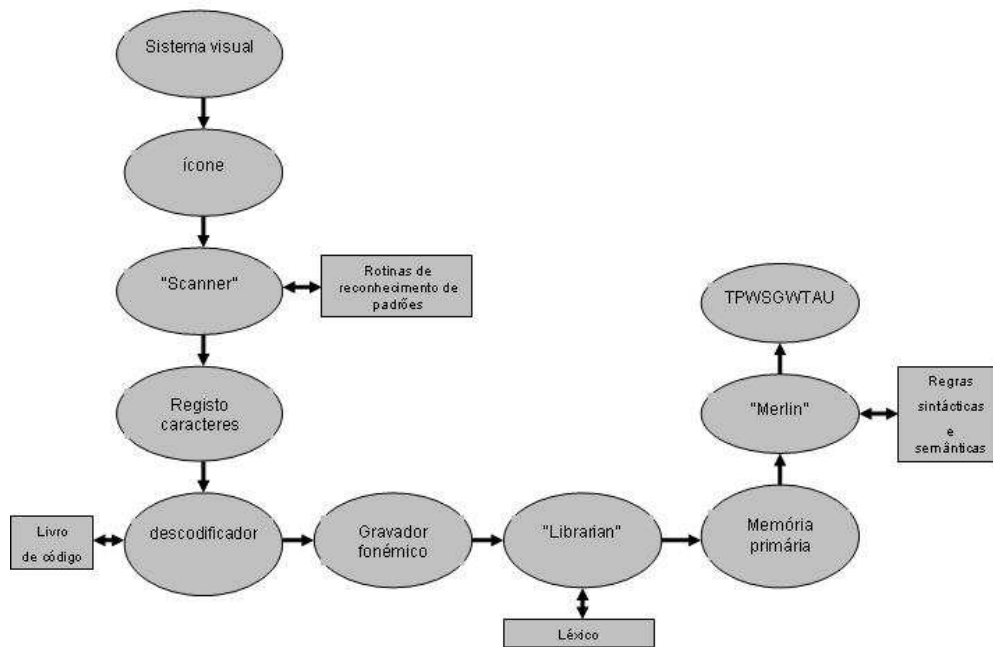 Sistema visual
ícone
"Scanner"
Rotinas de
reconhecimento de
padrões
Registo
caracteres
descodificador
Livro
de código
Gravador
fonémico
"Librarian"
Léxico
Memória
primária
"Merlin"
Regras
sintácticas
e
semânticas
TPWSGWTAU